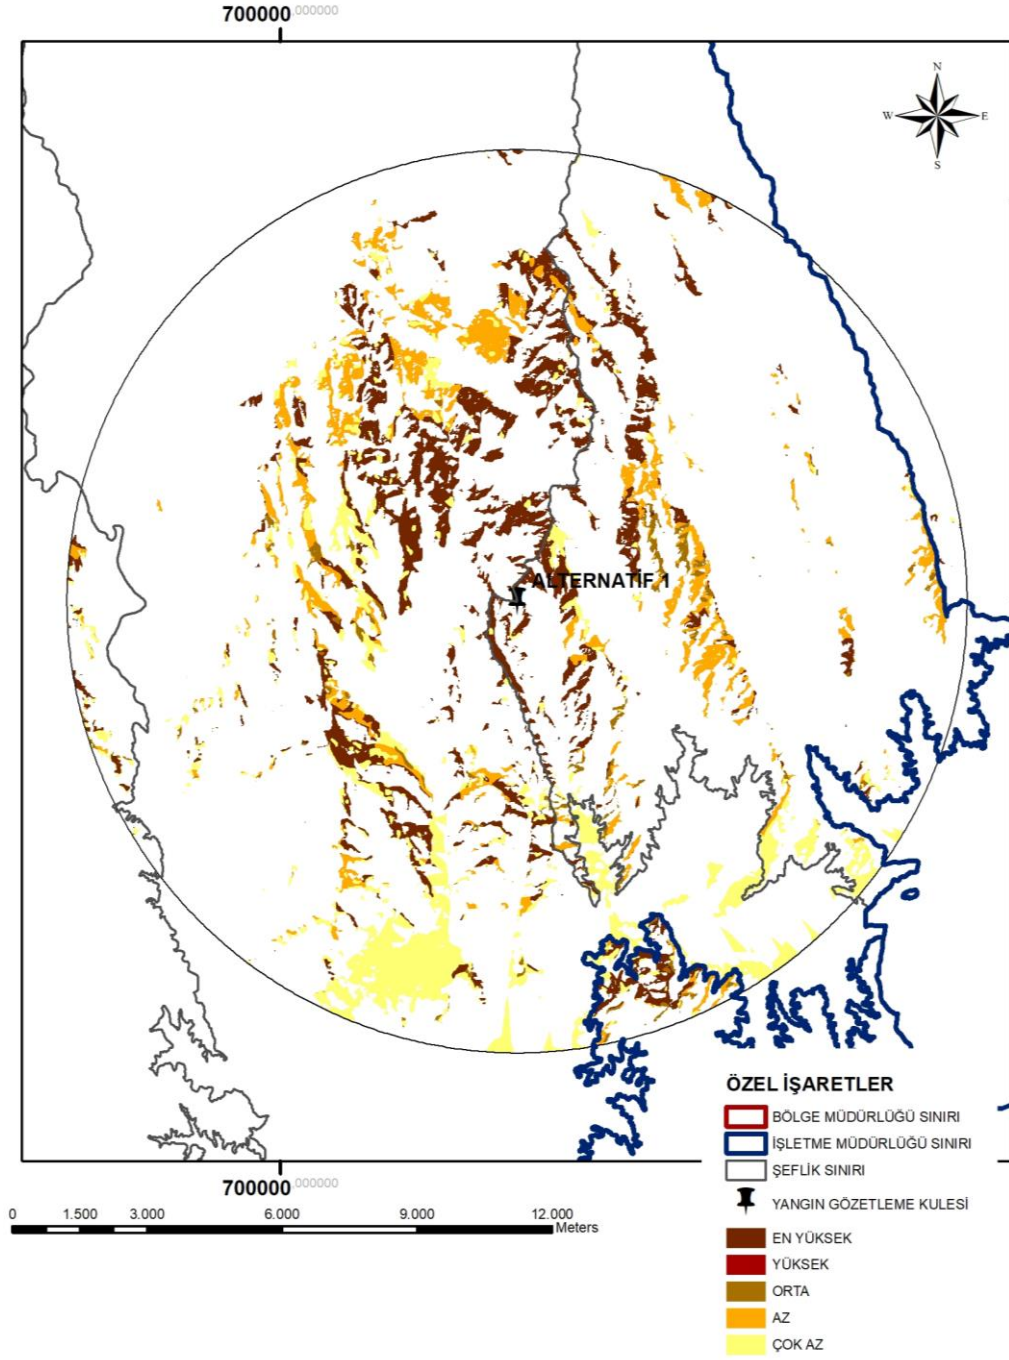 700000.000000
N
W
E
S
ALTERNATİF 1
ÖZEL İŞARETLER
BÖLGE MÜDÜRLÜĞÜ SINIRI
İŞLETME MÜDÜRLÜĞÜ SINIRI
ŞEFLİK SINIRI
YANGIN GÖZETLEME KULESİ
EN YÜKSEK
YÜKSEK
ORTA
AZ
ÇOK AZ
700000.000000
0 1.500 3.000 6.000 9.000 12.000
Meters